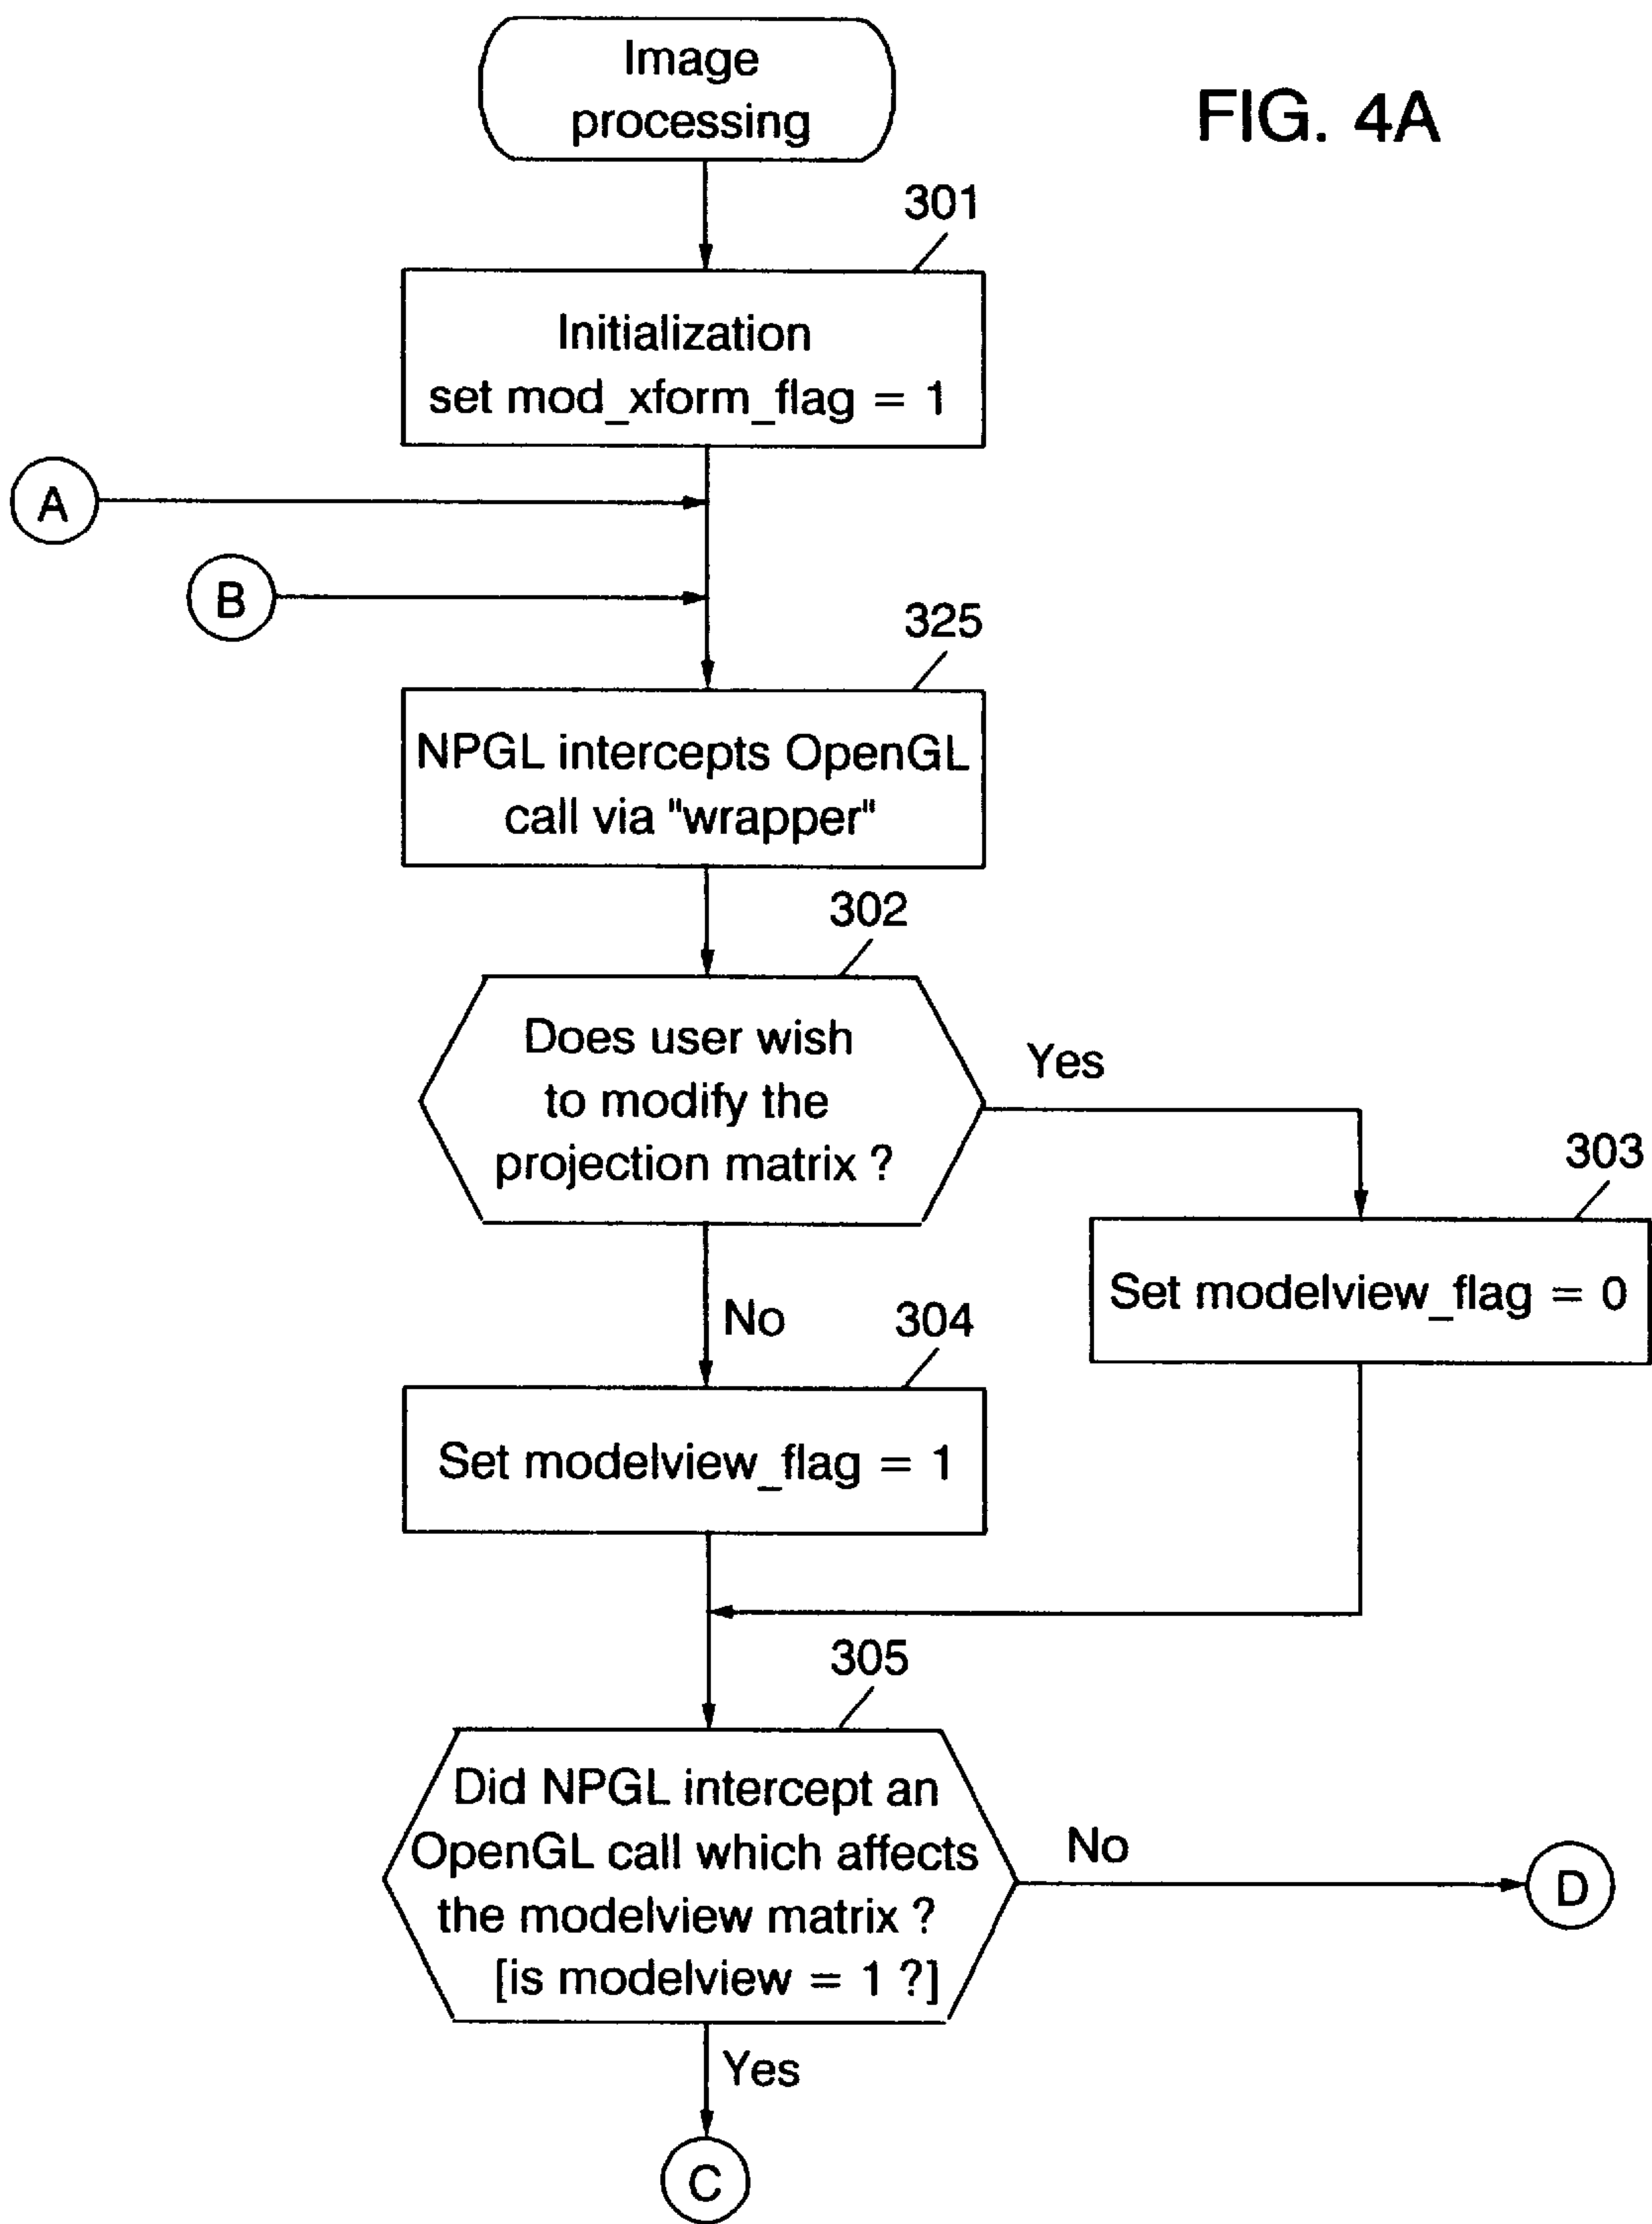 Image
processing
FIG. 4A
301
Initialization
set mod_xform_flag = 1
A
B
325
NPGL intercepts OpenGL
call via "wrapper"
302
Does user wish
to modify the
projection matrix ?
Yes
303
Set modelview_flag = 0
No
304
Set modelview_flag = 1
305
Did NPGL intercept an
OpenGL call which affects
the modelview matrix ?
[is modelview = 1 ?]
No
D
Yes
C